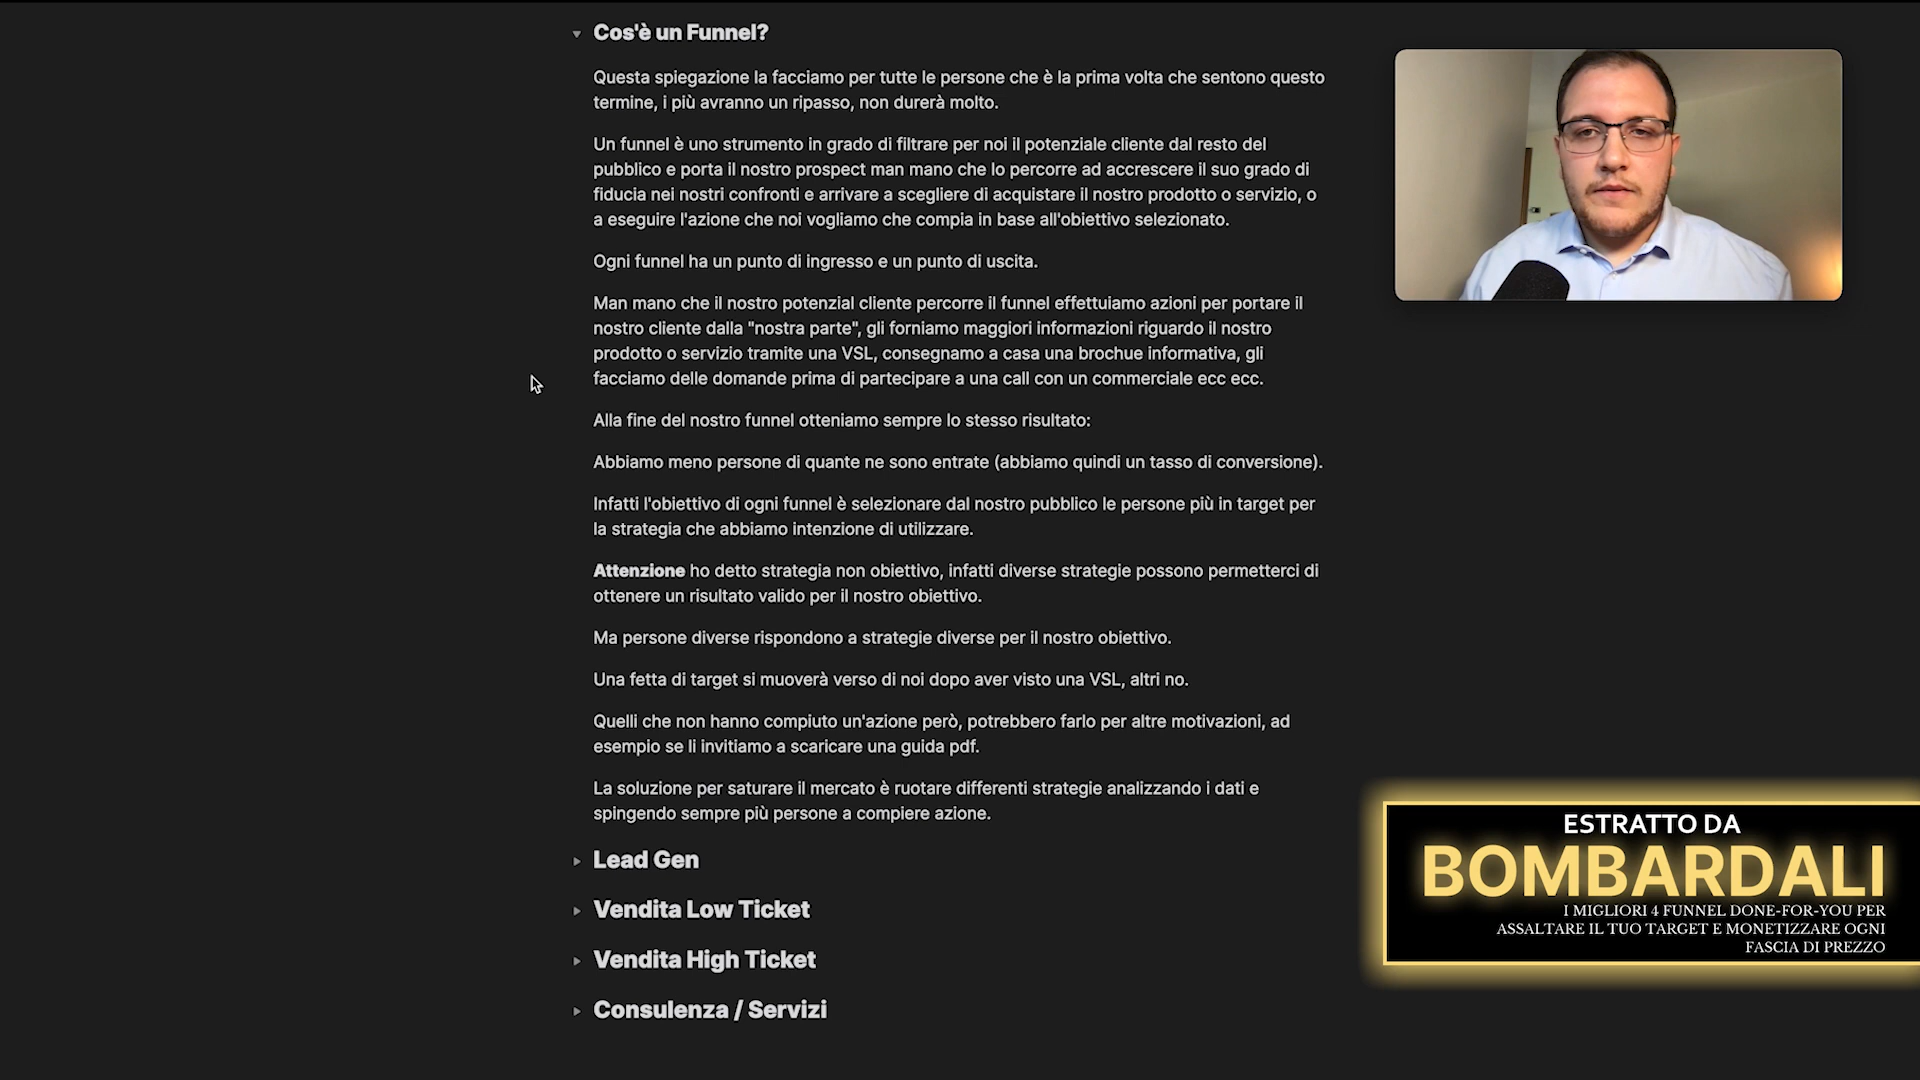 Cos'è un Funnel?
Questa spiegazione la facciamo per tutte le persone che è la prima volta che sentono questo
termine, i più avranno un ripasso, non durerà molto.
Un funnel è uno strumento in grado di filtrare per noi il potenziale cliente dal resto del
pubblico e porta il nostro prospect man mano che lo percorre ad accrescere il suo grado di
fiducia nei nostri confronti e arrivare a scegliere di acquistare il nostro prodotto o servizio, o
a eseguire l'azione che noi vogliamo che compia in base all'obiettivo selezionato.
Ogni funnel ha un punto di ingresso e un punto di uscita.
Man mano che il nostro potenzial cliente percorre il funnel effettuiamo azioni per portare il
nostro cliente dalla "nostra parte", gli forniamo maggiori informazioni riguardo il nostro
prodotto o servizio tramite una VSL, consegnamo a casa una brochue informativa, gli
facciamo delle domande prima di partecipare a una call con un commerciale ecc ecc.
Alla fine del nostro funnel otteniamo sempre lo stesso risultato:
Abbiamo meno persone di quante ne sono entrate (abbiamo quindi un tasso di conversione).
Infatti l'obiettivo di ogni funnel è selezionare dal nostro pubblico le persone più in target per
la strategia che abbiamo intenzione di utilizzare.
Attenzione ho detto strategia non obiettivo, infatti diverse strategie possono permetterci di
ottenere un risultato valido per il nostro obiettivo.
Ma persone diverse rispondono a strategie diverse per il nostro obiettivo.
Una fetta di target si muoverà verso di noi dopo aver visto una VSL, altri no.
Quelli che non hanno compiuto un'azione però, potrebbero farlo per altre motivazioni, ad
esempio se li invitiamo a scaricare una guida pdf.
La soluzione per saturare il mercato è ruotare differenti strategie analizzando i dati e
spingendo sempre più persone a compiere azione.
Lead Gen
Vendita Low Ticket
Vendita High Ticket
Consulenza / Servizi
ESTRATTO DA
BOMBARDALI
I MIGLIORI 4 FUNNEL DONE-FOR-YOU PER
ASSALTARE IL TUO TARGET E MONETIZZARE OGNI
FASCIA DI PREZZO